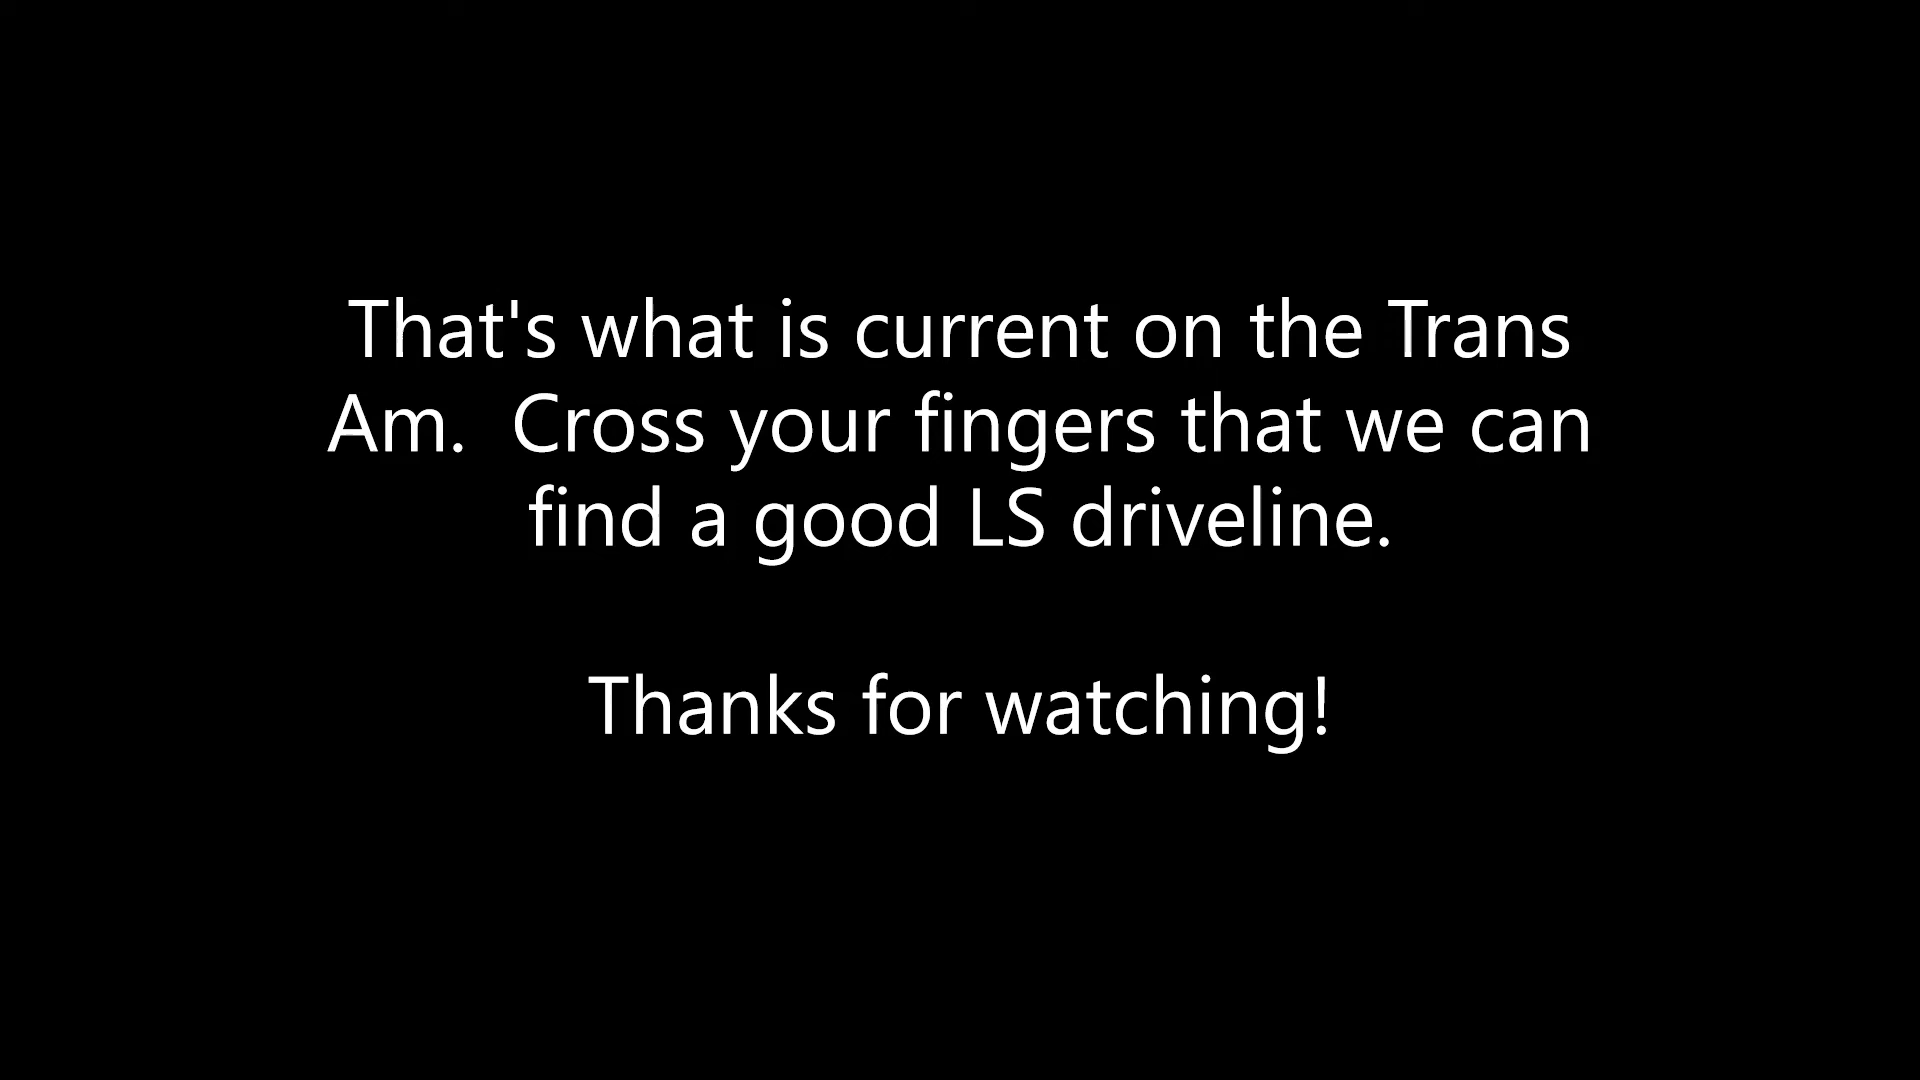 That's what is current on the Trans
Am.  Cross your fingers that we can
find a good LS driveline.
Thanks for watching!